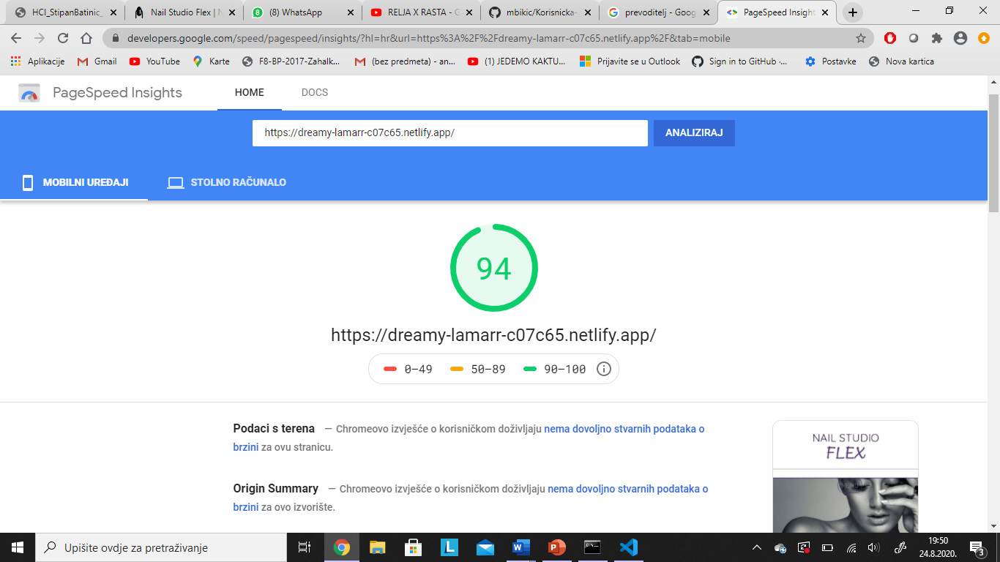 HCI_StipanBatinic_
Nail Studio Flex | N
(8) WhatsApp
RELJA X RASTA - G
mbikic/Korisnicka-
prevoditelj - Goog
PageSpeed Insight
developers.google.com/speed/pagespeed/insights/?hl=hr&url=https%3A%2F%2Fdreamy-lamarr-c07c65.netlify.app%2F&tab=mobile
Aplikacije
Gmail
YouTube
Karte
F8-BP-2017-Zahalk...
(bez predmeta) - an...
(1) JEDEMO KAKTU...
Prijavite se u Outlook
Sign in to GitHub ·...
Postavke
Nova kartica
PageSpeed Insights
HOME
DOCS
https://dreamy-lamarr-c07c65.netlify.app/
ANALIZIRAJ
MOBILNI UREĐAJI
STOLNO RAČUNALO
94
https://dreamy-lamarr-c07c65.netlify.app/
0–49
50–89
90–100
Podaci s terena — Chromeovo izvješće o korisničkom doživljaju nema dovoljno stvarnih podataka o
brzini za ovu stranicu.
Origin Summary — Chromeovo izvješće o korisničkom doživljaju nema dovoljno stvarnih podataka o
brzini za ovo izvorište.
NAIL STUDIO
FLEX
Upišite ovdje za pretraživanje
19:50
24.8.2020.
3